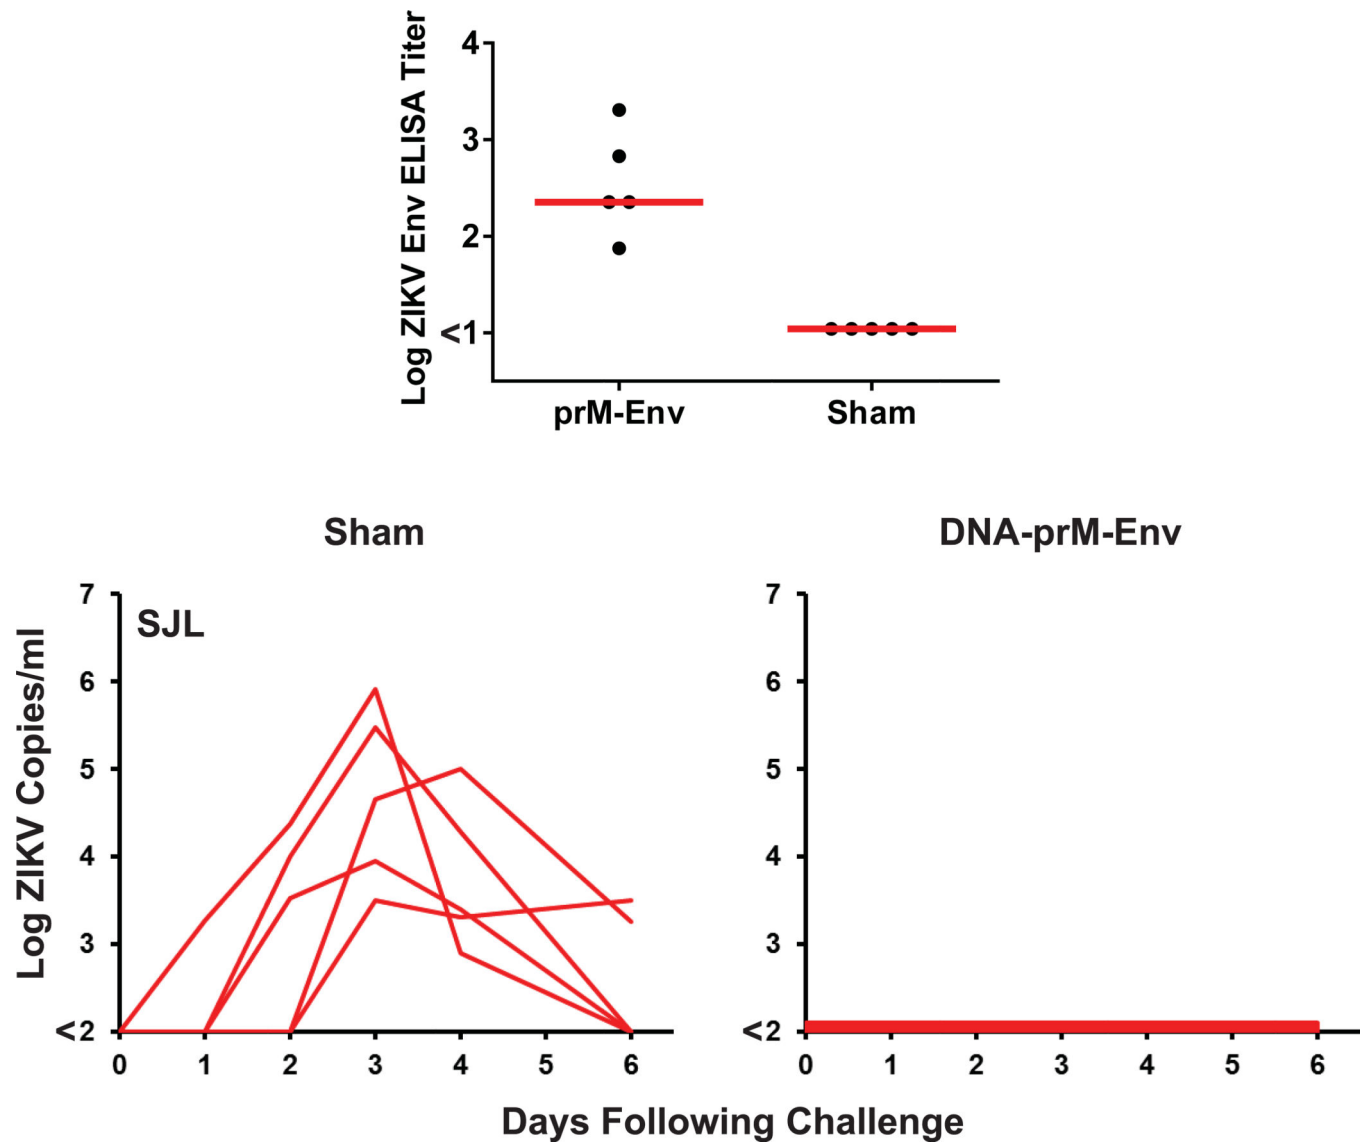 Log ZIKV Env ELISA Titer
4
3
2
<1
prM-Env Sham
Sham
DNA-prM-Env
SJL
Log ZIKV Copies/ml
7
6
5
4
3
<2
0 1 2 3 4 5 6
7
6
5
4
3
<2
0 1 2 3 4 5 6
Days Following Challenge